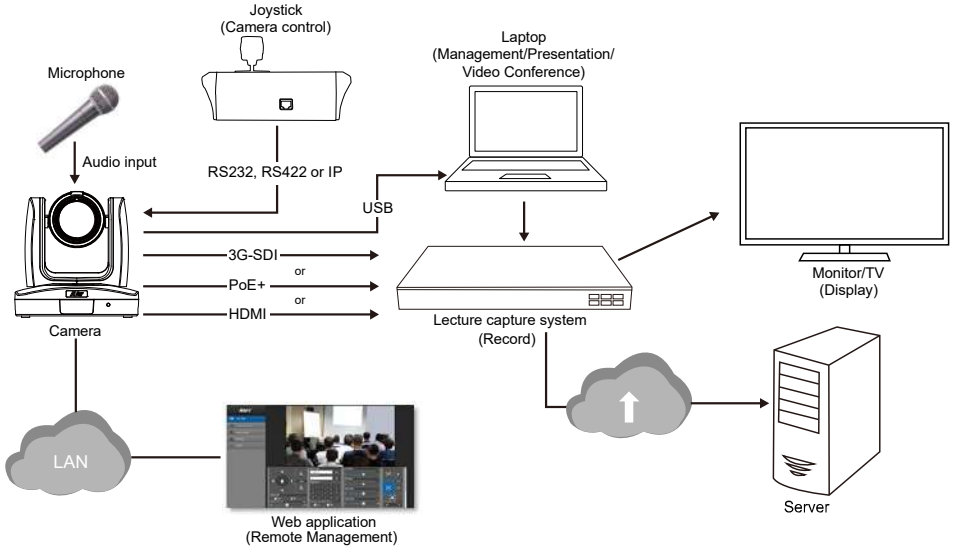 Joystick
(Camera control)
Laptop
(Management/Presentation/
Video Conference)
Microphone
Audio input
RS232, RS422 or IP
USB
3G-SDI
or
PoE+
or
HDMI
Camera
Lecture capture system
(Record)
Monitor/TV
(Display)
LAN
Web application
(Remote Management)
Server